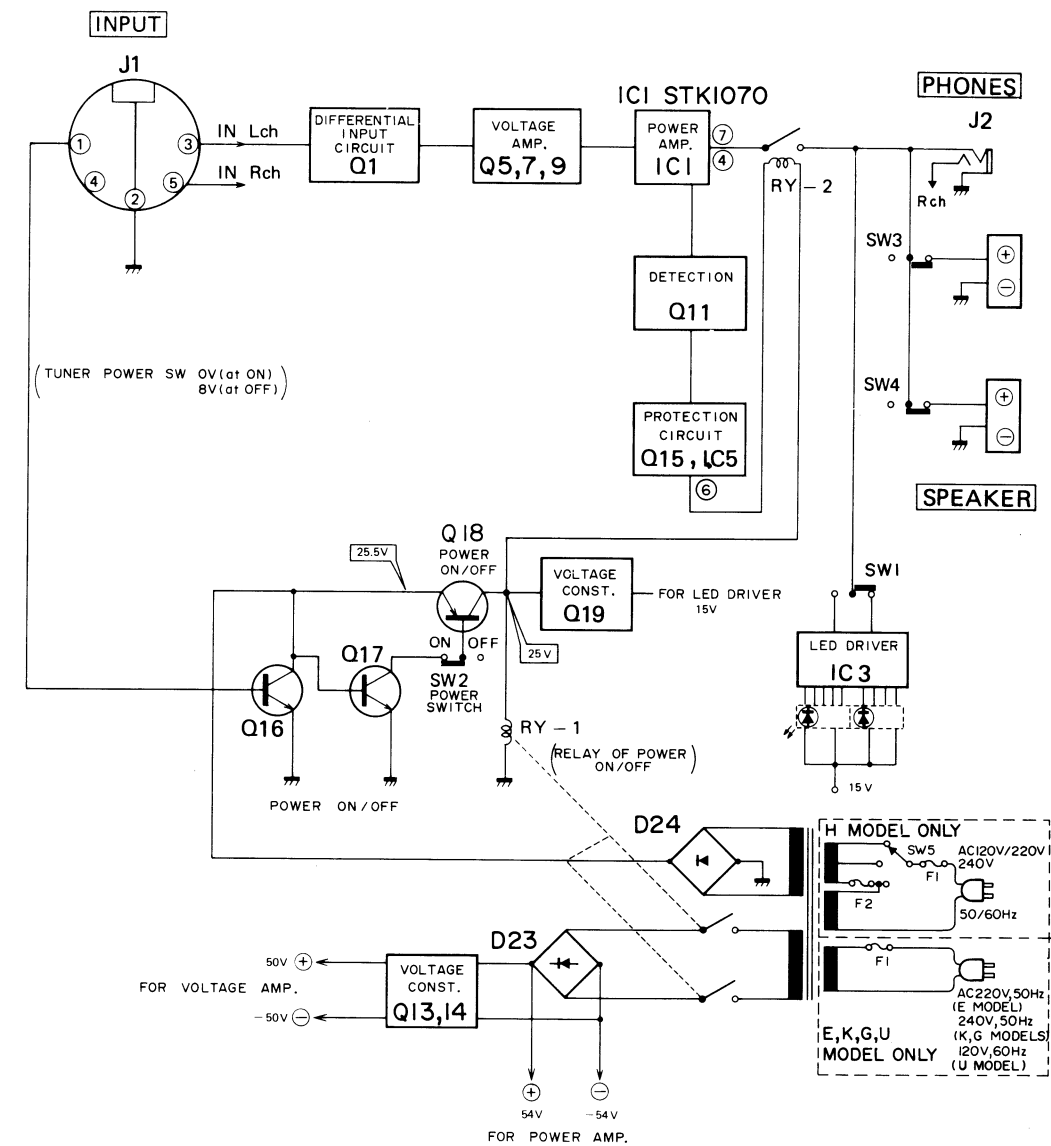 INPUT
J1
1
3
4
5
2
IN Lch
IN Rch
DIFFERENTIAL
INPUT
CIRCUIT
Q1
VOLTAGE
AMP.
Q5,7,9
IC1 STK1070
POWER
AMP.
IC1
7
4
RY-2
PHONES
J2
Rch
SW3
+
−
SW4
+
−
SPEAKER
DETECTION
Q11
PROTECTION
CIRCUIT
Q15, IC5
6
(TUNER POWER SW 0V(at ON)
8V(at OFF))
Q18
POWER
ON/OFF
25.5V
VOLTAGE
CONST.
Q19
FOR LED DRIVER
15V
25V
ON OFF
SW2
POWER
SWITCH
Q17
Q16
POWER ON/OFF
RY-1
(RELAY OF POWER
ON/OFF)
SW1
LED DRIVER
IC3
15V
D24
H MODEL ONLY
SW5
AC120V/220V
240V
F1
F2
50/60Hz
D23
50V +
FOR VOLTAGE AMP.
-50V −
VOLTAGE
CONST.
Q13,14
+
54V
−
-54V
FOR POWER AMP.
F1
AC220V,50Hz
(E MODEL)
240V,50Hz
(K,G MODELS)
120V,60Hz
(U MODEL)
E,K,G,U
MODEL ONLY